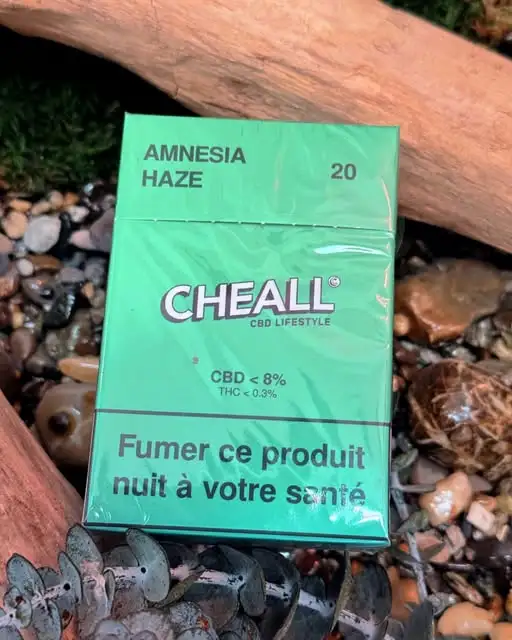 AMNESIA
HAZE
20
CHEALL©
CBD LIFESTYLE
CBD < 8%
THC < 0.3%
Fumer ce produit
nuit à votre santé